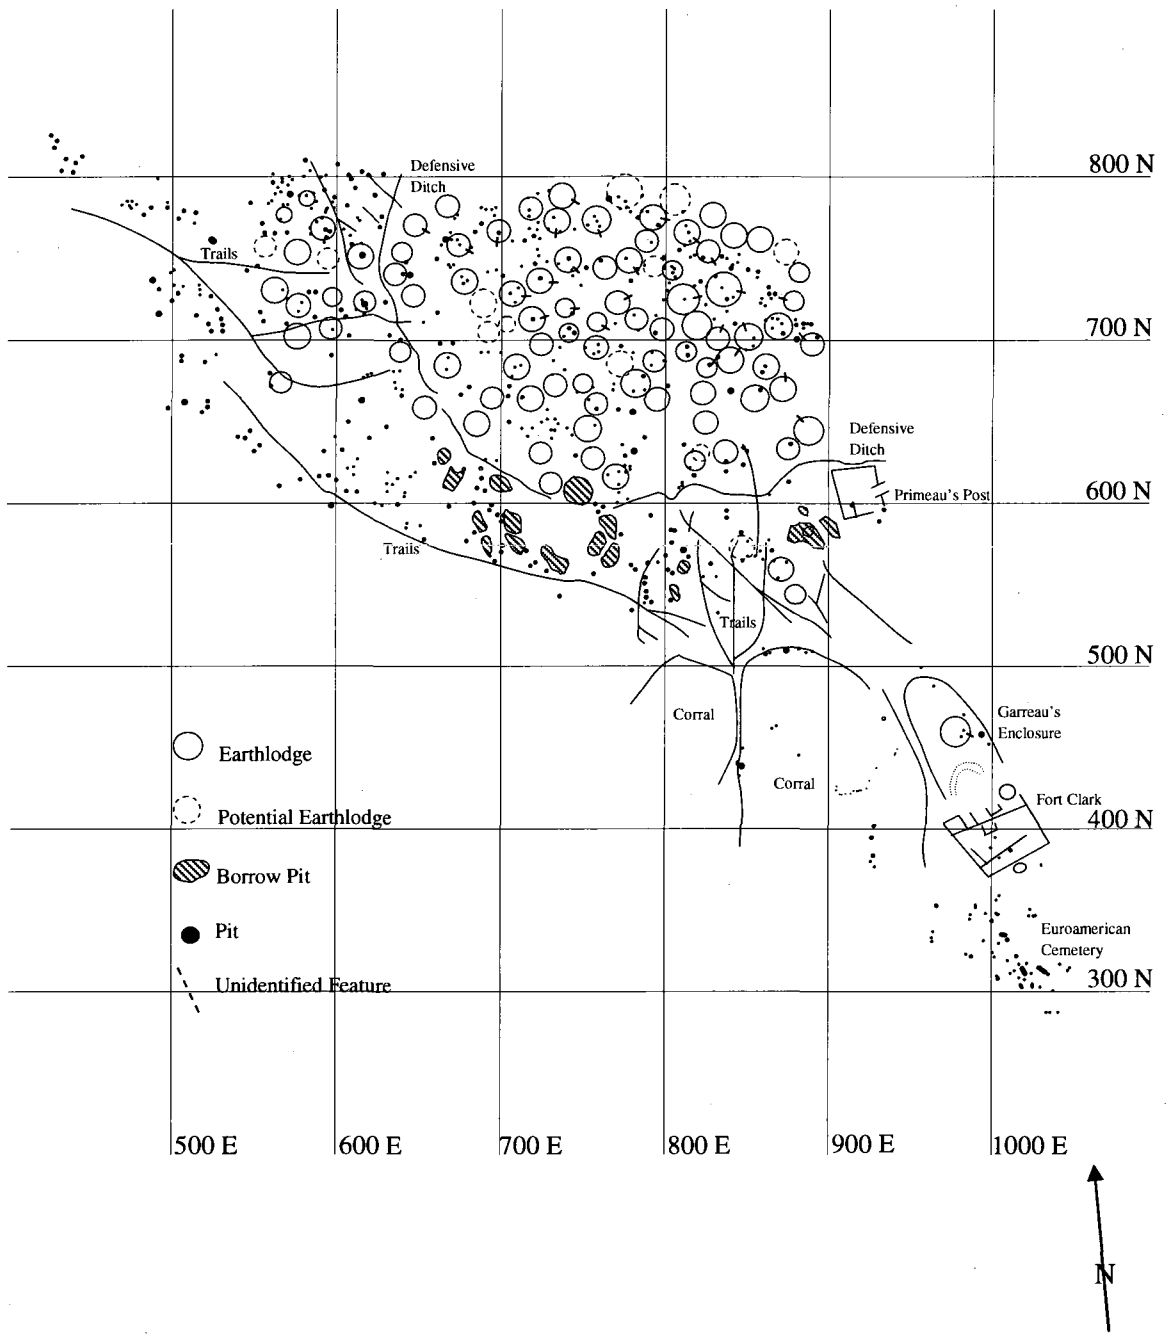 Defensive
Ditch
800 N
Trails
700 N
Defensive
Ditch
Primeau's Post
600 N
Trails
Trails
500 N
Corral
Garreau's
Enclosure
Earthlodge
Corral
Fort Clark
Potential Earthlodge
400 N
Borrow Pit
Pit
Euroamerican
Cemetery
Unidentified Feature
300 N
500 E
600 E
700 E
800 E
900 E
1000 E
N